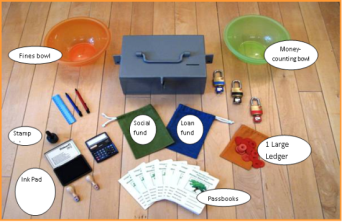 Fines bowl
Money-
counting bowl
Social
fund
Loan
fund
Stamp
1 Large
Ledger
Ink Pad
Passbooks